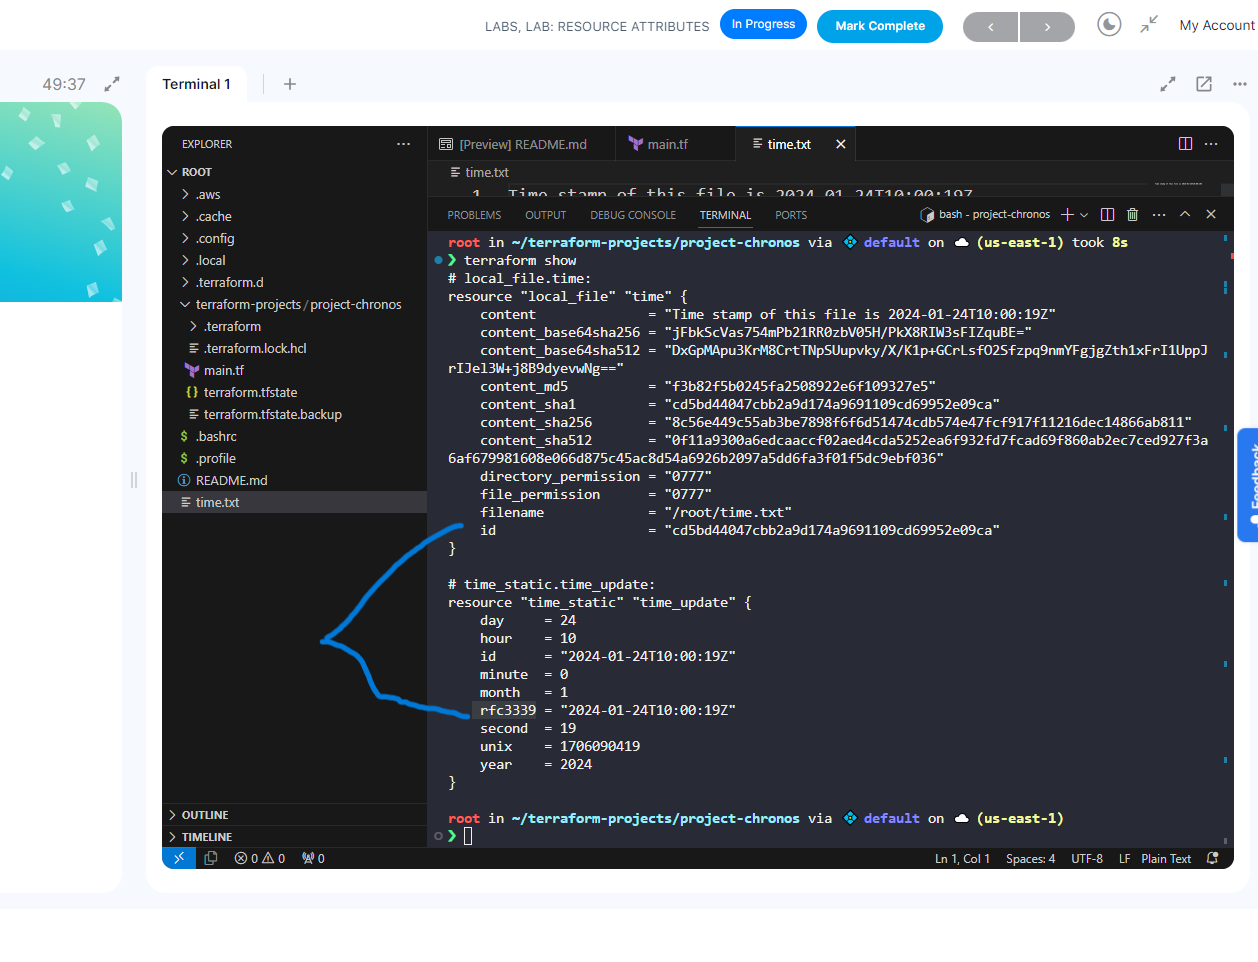 LABS, LAB: RESOURCE ATTRIBUTES
In Progress
Mark Complete
My Account
49:37
Terminal 1
EXPLORER
ROOT
.aws
.cache
.config
.local
.terraform.d
terraform-projects / project-chronos
.terraform
.terraform.lock.hcl
main.tf
terraform.tfstate
terraform.tfstate.backup
.bashrc
.profile
README.md
time.txt
OUTLINE
TIMELINE
[Preview] README.md
main.tf
time.txt
time.txt
1 Time stamp of this file is 2024-01-24T10:00:19Z
PROBLEMS
OUTPUT
DEBUG CONSOLE
TERMINAL
PORTS
bash - project-chronos
root in ~/terraform-projects/project-chronos via default on (us-east-1) took 8s
❯ terraform show
# local_file.time:
resource "local_file" "time" {
content = "Time stamp of this file is 2024-01-24T10:00:19Z"
content_base64sha256 = "jFbkScVas754mPb21RR0zbV05H/PkX8RIW3sFIZquBE="
content_base64sha512 = "DxGpMApu3KrM8CrtTNpSUupvky/X/K1p+GCrLsfO2Sfzpq9nmYFgjgZth1xFrI1UppJ
rIJel3W+j8B9dyevwNg=="
content_md5 = "f3b82f5b0245fa2508922e6f109327e5"
content_sha1 = "cd5bd44047cbb2a9d174a9691109cd69952e09ca"
content_sha256 = "8c56e449c55ab3be7898f6f6d51474cdb574e47fcf917f11216dec14866ab811"
content_sha512 = "0f11a9300a6edcaaccf02aed4cda5252ea6f932fd7fcad69f860ab2ec7ced927f3a
6af679981608e066d875c45ac8d54a6926b2097a5dd6fa3f01f5dc9ebf036"
directory_permission = "0777"
file_permission = "0777"
filename = "/root/time.txt"
id = "cd5bd44047cbb2a9d174a9691109cd69952e09ca"
}
# time_static.time_update:
resource "time_static" "time_update" {
day = 24
hour = 10
id = "2024-01-24T10:00:19Z"
minute = 0
month = 1
rfc3339 = "2024-01-24T10:00:19Z"
second = 19
unix = 1706090419
year = 2024
}
root in ~/terraform-projects/project-chronos via default on (us-east-1)
❯
0 0 0
Ln 1, Col 1 Spaces: 4 UTF-8 LF Plain Text
Feedback